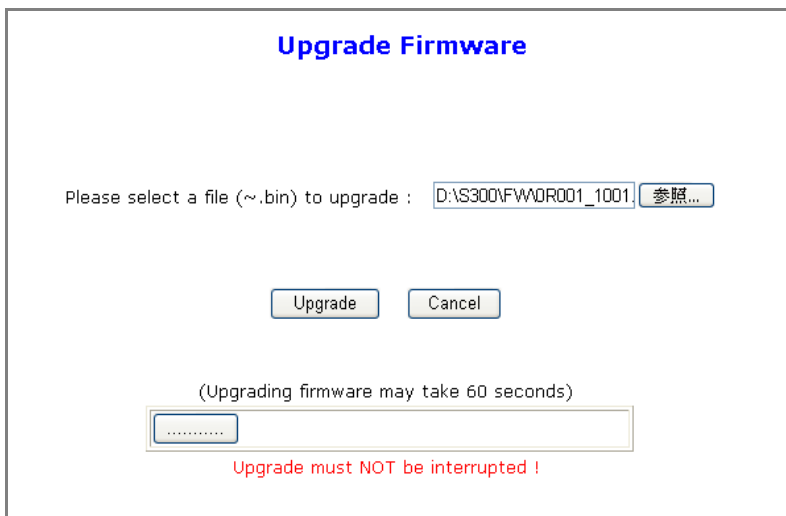 Upgrade Firmware
Please select a file (~.bin) to upgrade : D:\S300\FW\0R001_1001. 参照...
Upgrade Cancel
(Upgrading firmware may take 60 seconds)
...........
Upgrade must NOT be interrupted !